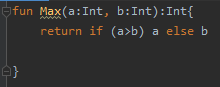 fun Max(a:Int, b:Int):Int{
return if (a>b) a else b
}